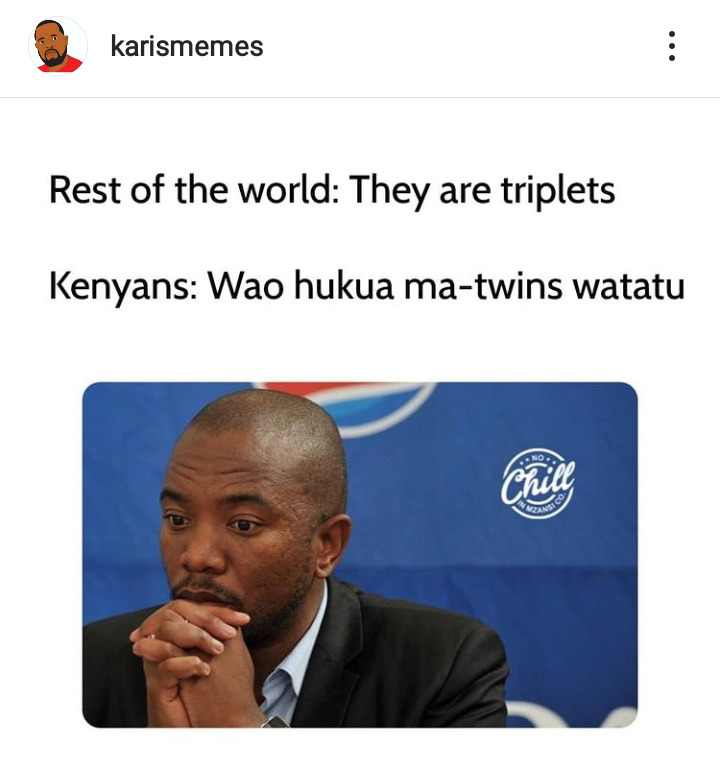 karismemes
Rest of the world: They are triplets
Kenyans: Wao hukua ma-twins watatu
NO
Chill
IN MZANSI CO.